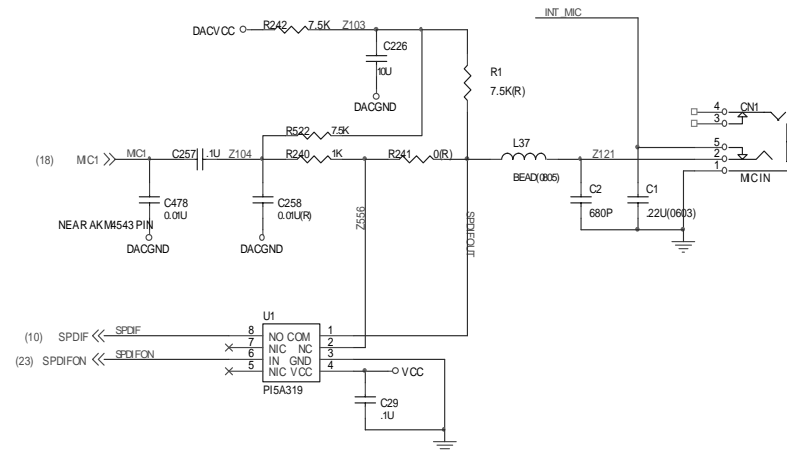 INT_MIC
DACVCC R242 7.5K Z103
C226
10U
DACGND
R1
7.5K(R)
R522 7.5K
4 CN1
3
L37
BEAD(0805)
Z121
5
2
1
MICIN
(18) MIC1 MIC1 C257 .1U Z104 R240 1K R241 0(R)
C478
0.01U
NEAR AKM4543 PIN
DACGND
C258
0.01U(R)
DACGND
Z556
SPDIFOUT
C2
680P
C1
.22U(0603)
U1
(10) SPDIF SPDIF 8 NO COM 1
7 NIC NC 2
(23) SPDIFON SPDIFON 6 IN GND 3
5 NIC VCC 4 VCC
PI5A319
C29
.1U